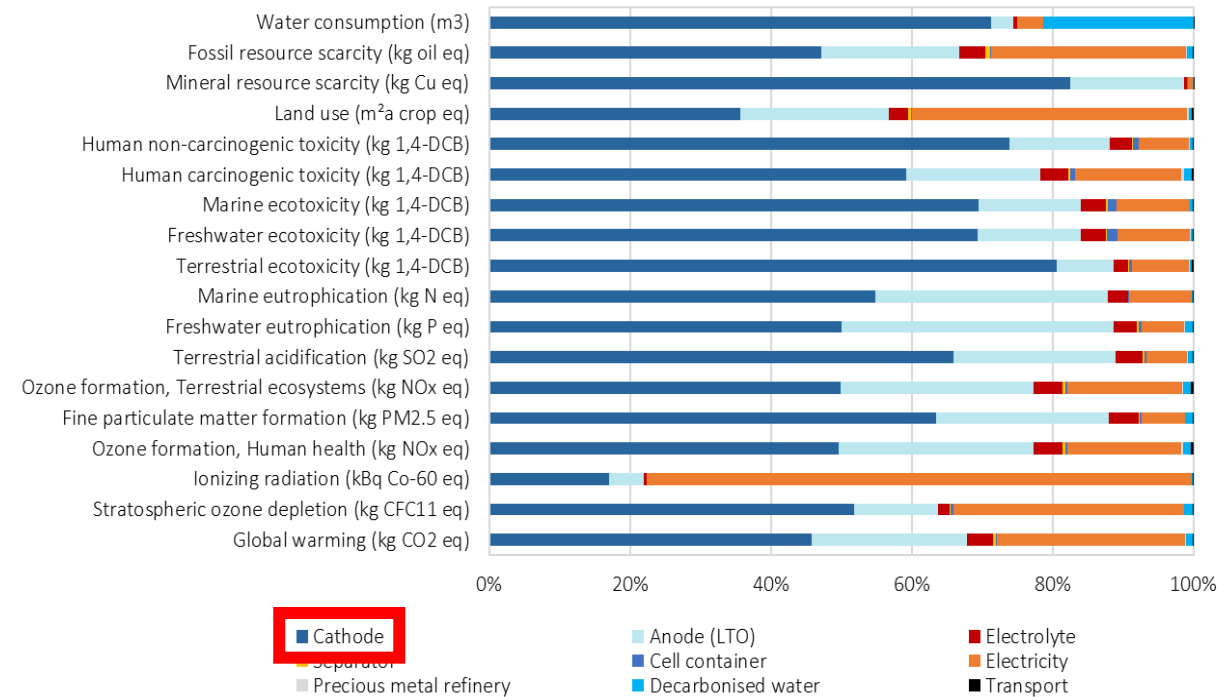 Water consumption (m3)
Fossil resource scarcity (kg oil eq)
Mineral resource scarcity (kg Cu eq)
Land use (m²a crop eq)
Human non-carcinogenic toxicity (kg 1,4-DCB)
Human carcinogenic toxicity (kg 1,4-DCB)
Marine ecotoxicity (kg 1,4-DCB)
Freshwater ecotoxicity (kg 1,4-DCB)
Terrestrial ecotoxicity (kg 1,4-DCB)
Marine eutrophication (kg N eq)
Freshwater eutrophication (kg P eq)
Terrestrial acidification (kg SO2 eq)
Ozone formation, Terrestrial ecosystems (kg NOx eq)
Fine particulate matter formation (kg PM2.5 eq)
Ozone formation, Human health (kg NOx eq)
Ionizing radiation (kBq Co-60 eq)
Stratospheric ozone depletion (kg CFC11 eq)
Global warming (kg CO2 eq)
0% 20% 40% 60% 80% 100%
Cathode Anode (LTO) Electrolyte
Separator Cell container Electricity
Precious metal refinery Decarbonised water Transport